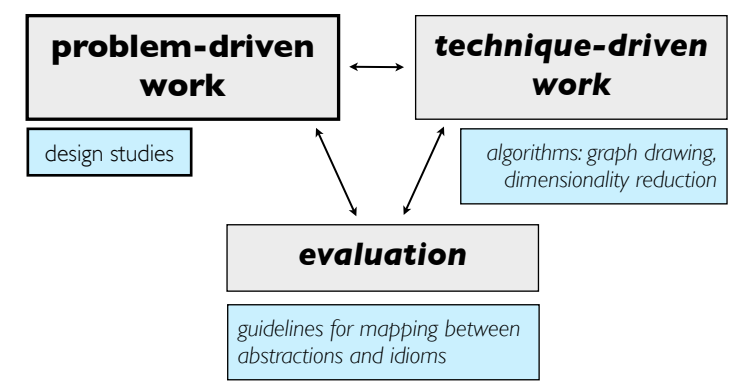 problem-driven
work
technique-driven
work
design studies
algorithms: graph drawing,
dimensionality reduction
evaluation
guidelines for mapping between
abstractions and idioms